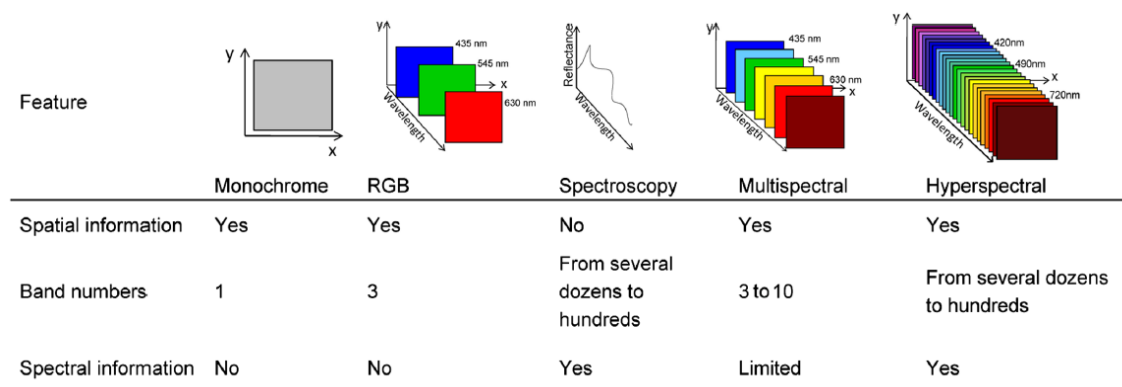 y
x
y
435 nm
545 nm
x
630 nm
Wavelength
Reflectance
Wavelength
y
435 nm
545 nm
630 nm
x
Wavelength
y
420nm
490nm
x
720nm
Wavelength
Feature
Monochrome RGB Spectroscopy Multispectral Hyperspectral
Spatial information Yes Yes No Yes Yes
Band numbers 1 3 From several dozens to hundreds 3 to 10 From several dozens to hundreds
Spectral information No No Yes Limited Yes